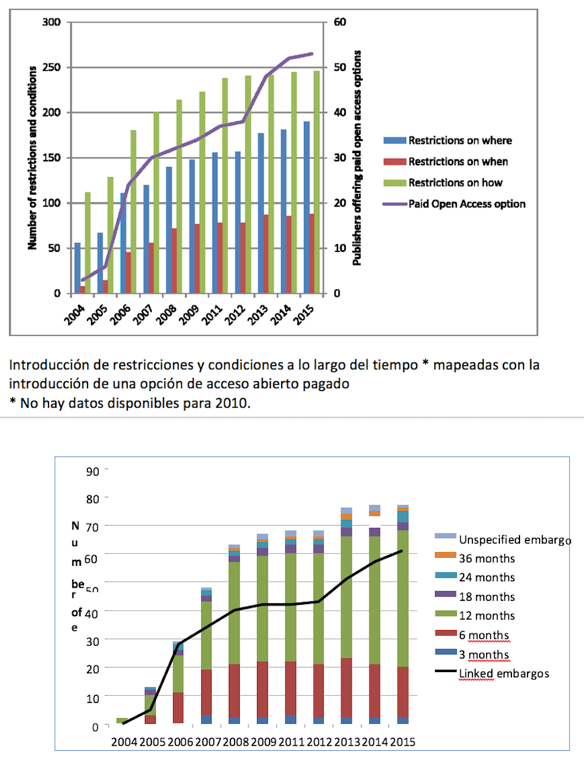 300
250
200
150
100
50
0
60
50
40
30
20
10
0
Number of restrictions and conditions
Publishers offering paid open access options
2004 2005 2006 2007 2008 2009 2011 2012 2013 2014 2015
Restrictions on where
Restrictions on when
Restrictions on how
Paid Open Access option
Introducción de restricciones y condiciones a lo largo del tiempo * mapeadas con la
introducción de una opción de acceso abierto pagado
* No hay datos disponibles para 2010.
90
80
70
60
50
40
30
20
10
0
N
u
m
be
r
of
e
2004 2005 2006 2007 2008 2009 2011 2012 2013 2014 2015
Unspecified embargo
36 months
24 months
18 months
12 months
6 months
3 months
Linked embargos